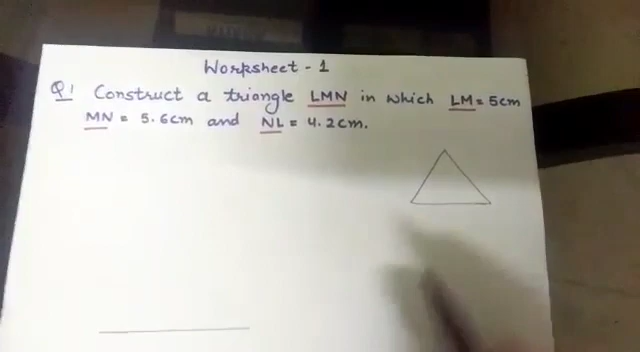 Worksheet - 1
Q1 Construct a triangle LMN in which LM = 5cm
MN = 5.6cm and NL = 4.2cm.